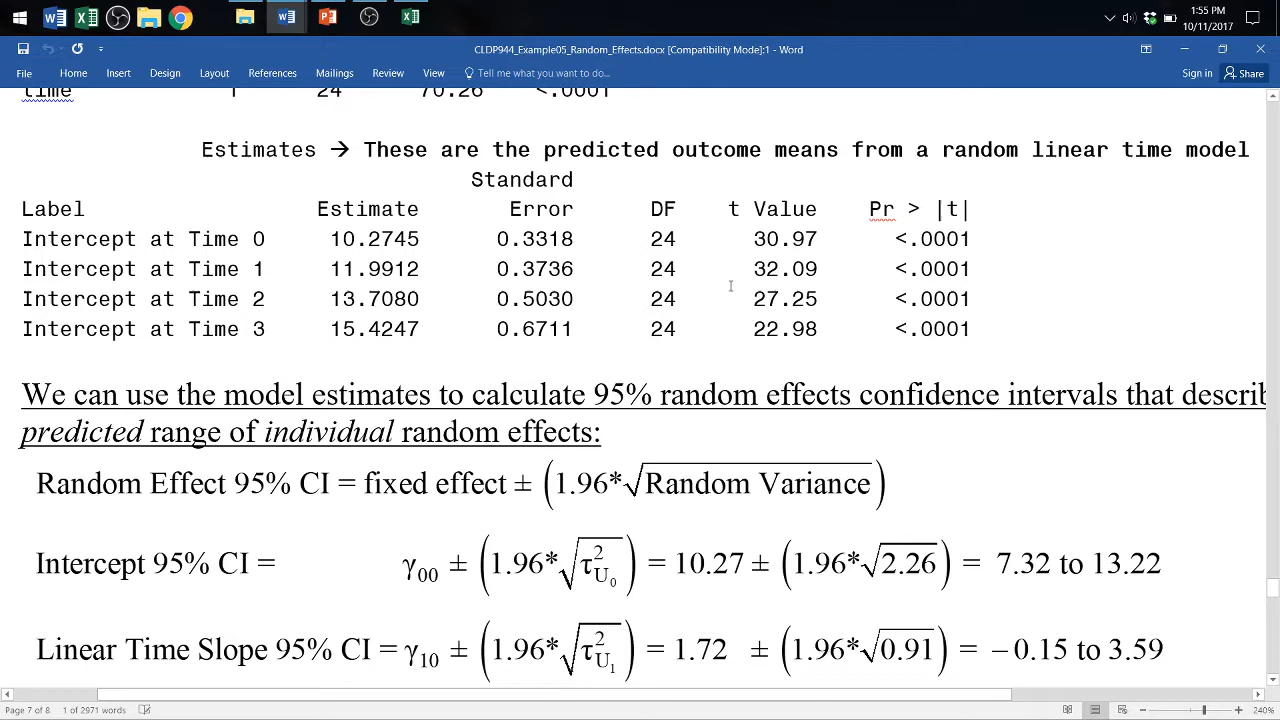 1:55 PM
10/11/2017
CLDP944_Example05_Random_Effects.docx [Compatibility Mode]:1 - Word
File Home Insert Design Layout References Mailings Review View Tell me what you want to do... Sign in Share
time 1 24 70.26 <.0001
Estimates → These are the predicted outcome means from a random linear time model
Standard
Label Estimate Error DF t Value Pr > |t|
Intercept at Time 0 10.2745 0.3318 24 30.97 <.0001
Intercept at Time 1 11.9912 0.3736 24 32.09 <.0001
Intercept at Time 2 13.7080 0.5030 24 27.25 <.0001
Intercept at Time 3 15.4247 0.6711 24 22.98 <.0001
We can use the model estimates to calculate 95% random effects confidence intervals that describ
predicted range of individual random effects:
Random Effect 95% CI = fixed effect ± (1.96*√Random Variance)
Intercept 95% CI = γ₀₀ ± (1.96*√τ²U₀) = 10.27 ± (1.96*√2.26) = 7.32 to 13.22
Linear Time Slope 95% CI = γ₁₀ ± (1.96*√τ²U₁) = 1.72 ± (1.96*√0.91) = −0.15 to 3.59
Page 7 of 8 1 of 2971 words 240%